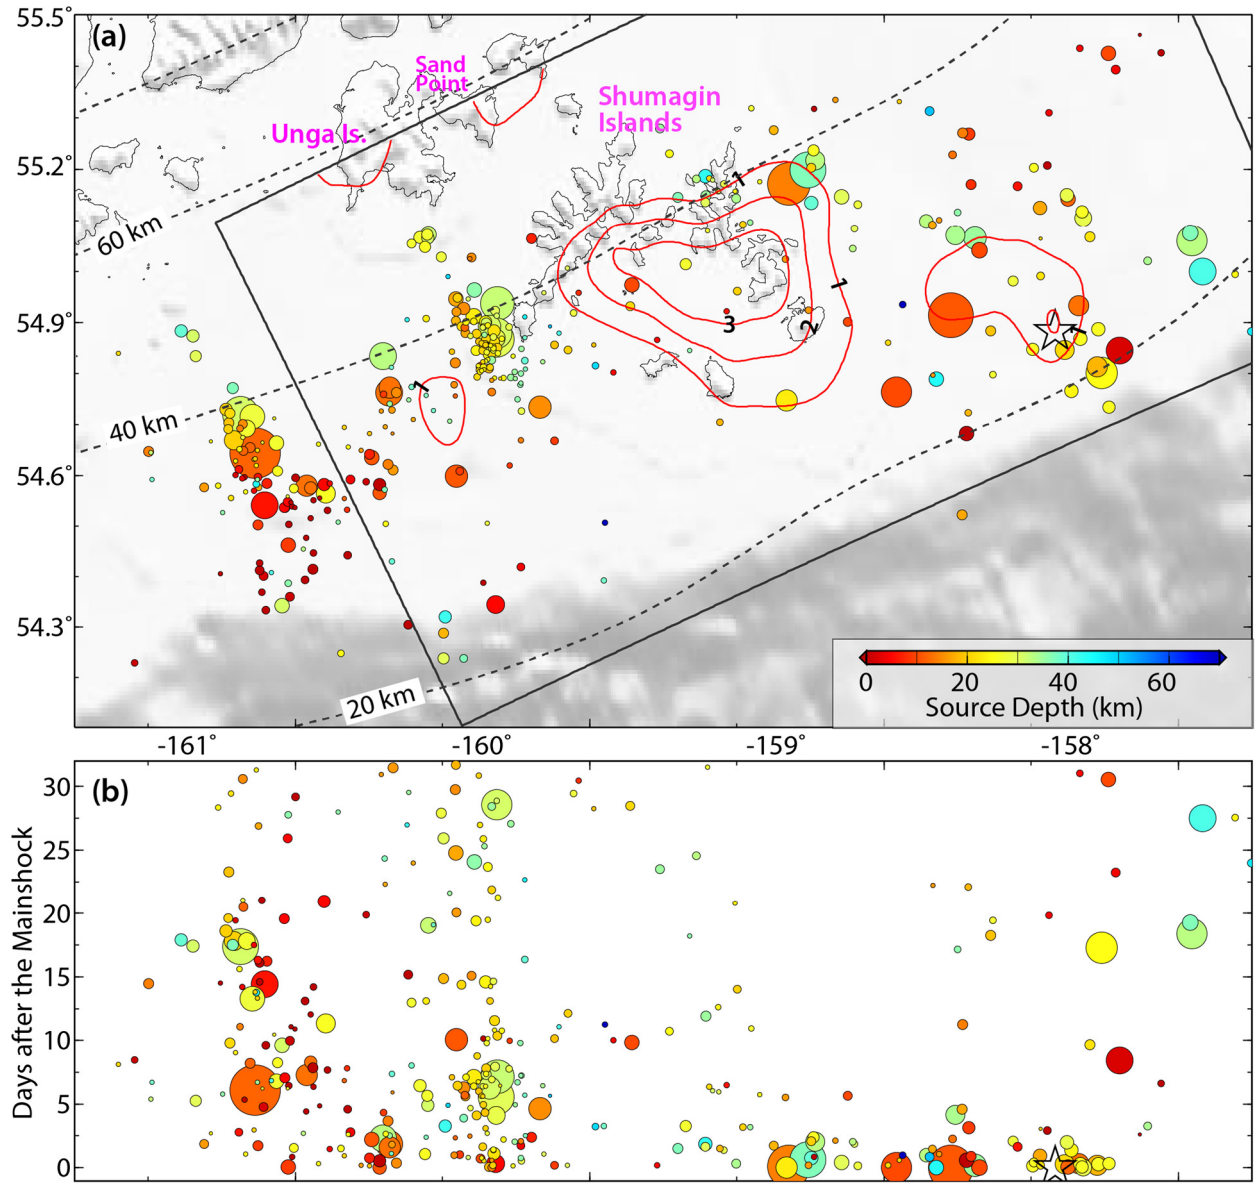 55.5°
(a)
Sand
Point
Shumagin
Islands
Unga Is.
55.2°
1
60 km
1
54.9°
3
2
1
1
40 km
54.6°
54.3°
20 km
0
20
40
60
Source Depth (km)
-161°
-160°
-159°
-158°
(b)
30
25
20
15
10
5
0
Days after the Mainshock